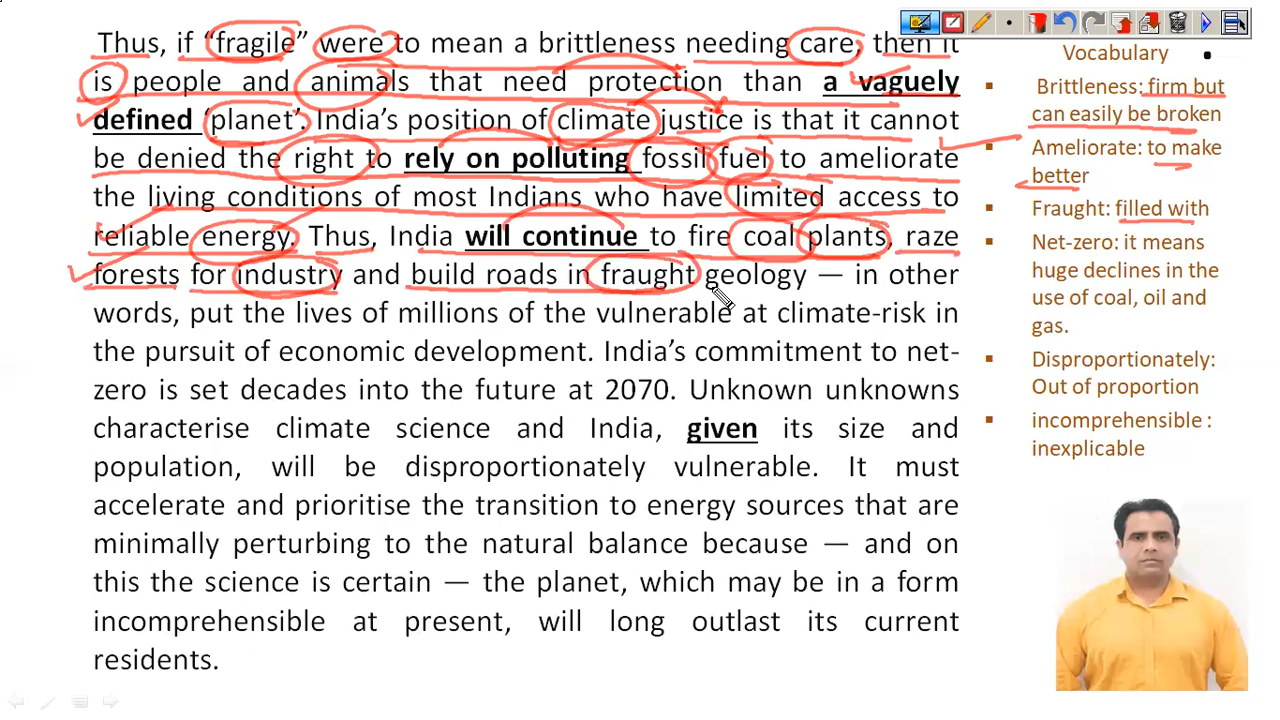 Thus, if “fragile” were to mean a brittleness needing care, then it
is people and animals that need protection than a vaguely
defined ‘planet’. India’s position of climate justice is that it cannot
be denied the right to rely on polluting fossil fuel to ameliorate
the living conditions of most Indians who have limited access to
reliable energy. Thus, India will continue to fire coal plants, raze
forests for industry and build roads in fraught geology — in other
words, put the lives of millions of the vulnerable at climate-risk in
the pursuit of economic development. India’s commitment to net-
zero is set decades into the future at 2070. Unknown unknowns
characterise climate science and India, given its size and
population, will be disproportionately vulnerable. It must
accelerate and prioritise the transition to energy sources that are
minimally perturbing to the natural balance because — and on
this the science is certain — the planet, which may be in a form
incomprehensible at present, will long outlast its current
residents.
Vocabulary
Brittleness: firm but
can easily be broken
Ameliorate: to make
better
Fraught: filled with
Net-zero: it means
huge declines in the
use of coal, oil and
gas.
Disproportionately:
Out of proportion
incomprehensible :
inexplicable